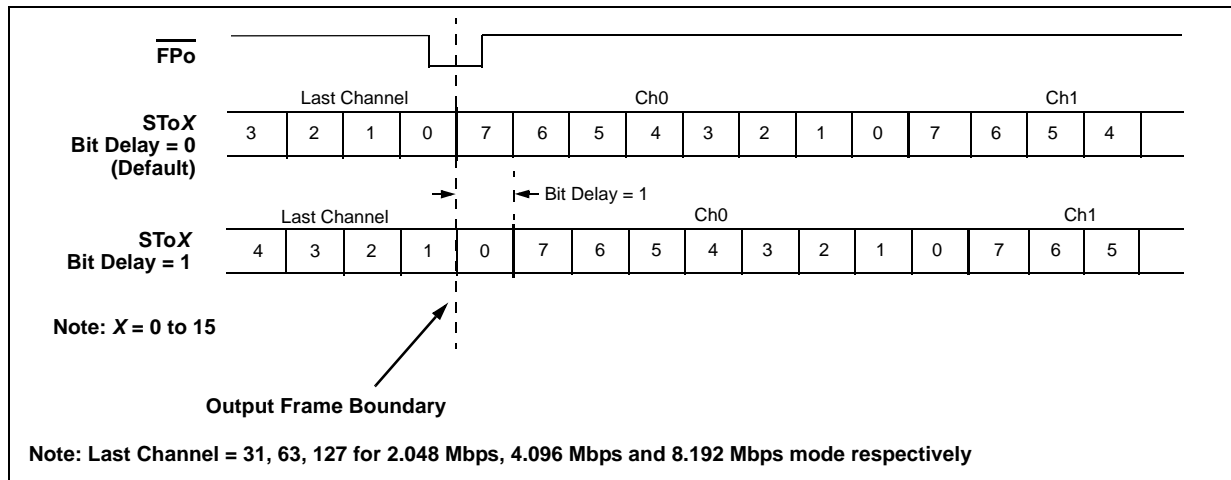 FPo
Last Channel Ch0 Ch1
SToX
Bit Delay = 0
(Default)
3 2 1 0 7 6 5 4 3 2 1 0 7 6 5 4
Bit Delay = 1
Last Channel Ch0 Ch1
SToX
Bit Delay = 1
4 3 2 1 0 7 6 5 4 3 2 1 0 7 6 5
Note: X = 0 to 15
Output Frame Boundary
Note: Last Channel = 31, 63, 127 for 2.048 Mbps, 4.096 Mbps and 8.192 Mbps mode respectively